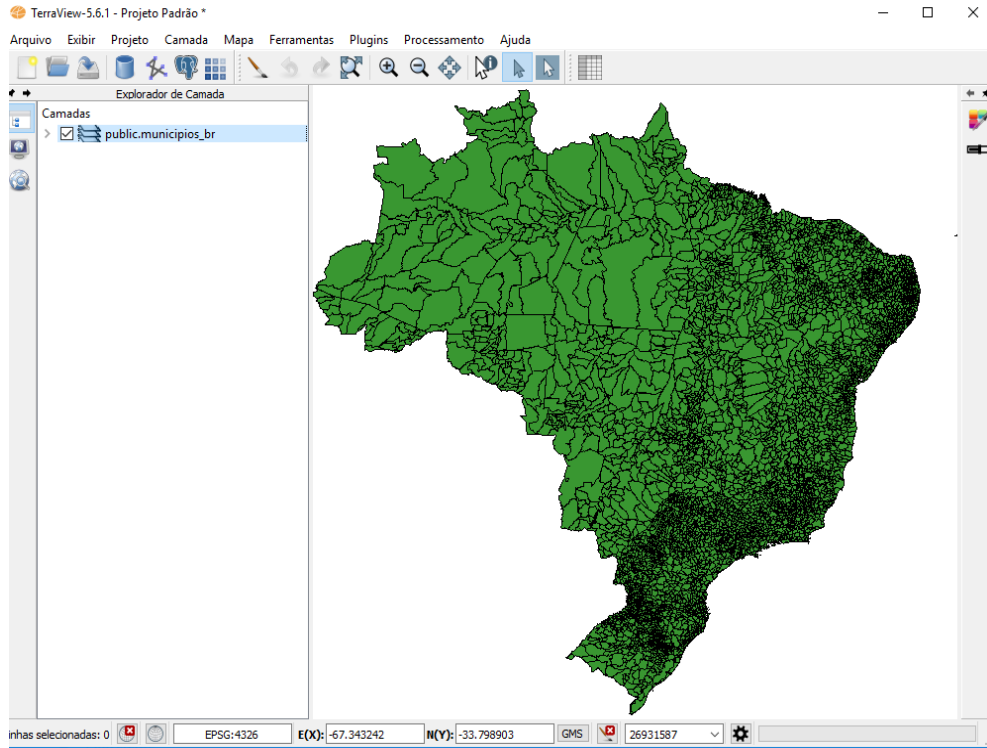 TerraView-5.6.1 - Projeto Padrão *
Arquivo Exibir Projeto Camada Mapa Ferramentas Plugins Processamento Ajuda
Explorador de Camada
Camadas
public.municipios_br
inhas selecionadas: 0 EPSG:4326 E(X): -67.343242 N(Y): -33.798903 GMS 26931587